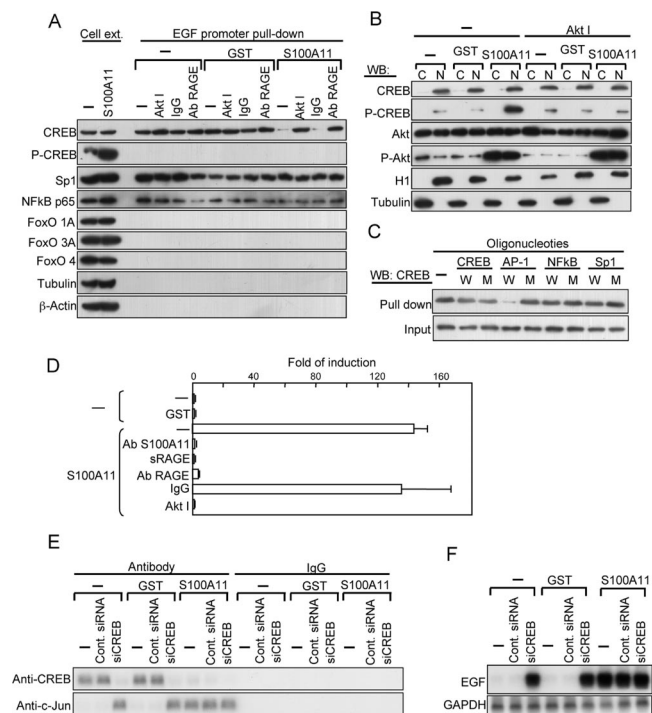 A
Cell ext.
EGF promoter pull-down
— GST S100A11
— S100A11 — Akt I IgG Ab RAGE — Akt I IgG Ab RAGE — Akt I IgG Ab RAGE
CREB
P-CREB
Sp1
NFkB p65
FoxO 1A
FoxO 3A
FoxO 4
Tubulin
β-Actin
B
— Akt I
— GST S100A11 — GST S100A11
WB: C N C N C N C N C N C N
CREB
P-CREB
Akt
P-Akt
H1
Tubulin
C
Oligonucleoties
WB: CREB — CREB AP-1 NFkB Sp1
W M W M W M W M
Pull down
Input
D
Fold of induction
0 40 80 120 160
—
— GST
—
Ab S100A11
sRAGE
S100A11 Ab RAGE
IgG
Akt I
E
Antibody IgG
— GST S100A11 — GST S100A11
— Cont. siRNA siCREB — Cont. siRNA siCREB — Cont. siRNA siCREB — Cont. siRNA siCREB — Cont. siRNA siCREB — Cont. siRNA siCREB
Anti-CREB
Anti-c-Jun
F
— GST S100A11
— Cont. siRNA siCREB — Cont. siRNA siCREB — Cont. siRNA siCREB
EGF
GAPDH